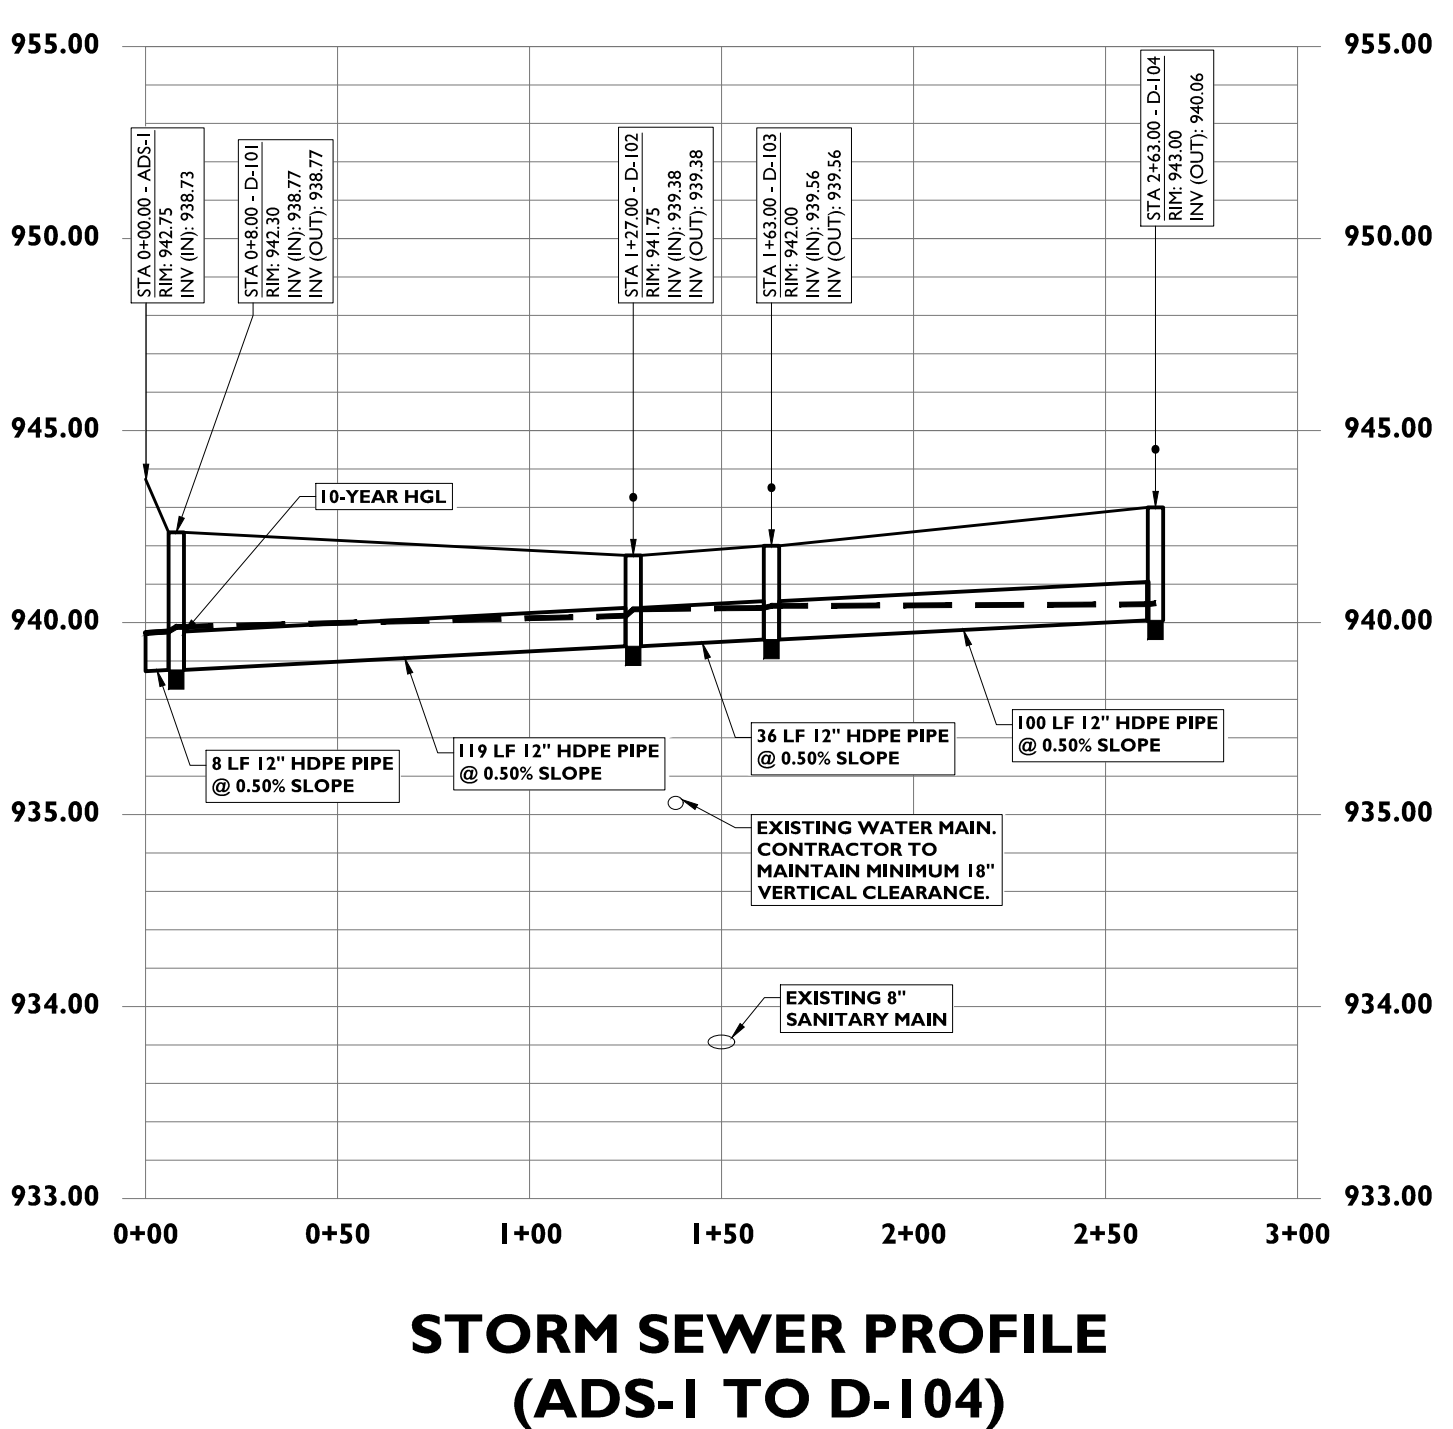 955.00
955.00
STA 0+00.00 - ADS-1
RIM: 942.75
INV (IN): 938.73
STA 0+8.00 - D-101
RIM: 942.30
INV (IN): 938.77
INV (OUT): 938.77
STA 1+27.00 - D-102
RIM: 941.75
INV (IN): 939.38
INV (OUT): 939.38
STA 1+63.00 - D-103
RIM: 942.00
INV (IN): 939.56
INV (OUT): 939.56
STA 2+63.00 - D-104
RIM: 943.00
INV (OUT): 940.06
950.00
950.00
945.00
945.00
10-YEAR HGL
940.00
940.00
8 LF 12" HDPE PIPE
@ 0.50% SLOPE
119 LF 12" HDPE PIPE
@ 0.50% SLOPE
36 LF 12" HDPE PIPE
@ 0.50% SLOPE
100 LF 12" HDPE PIPE
@ 0.50% SLOPE
935.00
935.00
EXISTING WATER MAIN.
CONTRACTOR TO
MAINTAIN MINIMUM 18"
VERTICAL CLEARANCE.
934.00
934.00
EXISTING 8"
SANITARY MAIN
933.00
933.00
0+00
0+50
1+00
1+50
2+00
2+50
3+00
STORM SEWER PROFILE
(ADS-1 TO D-104)